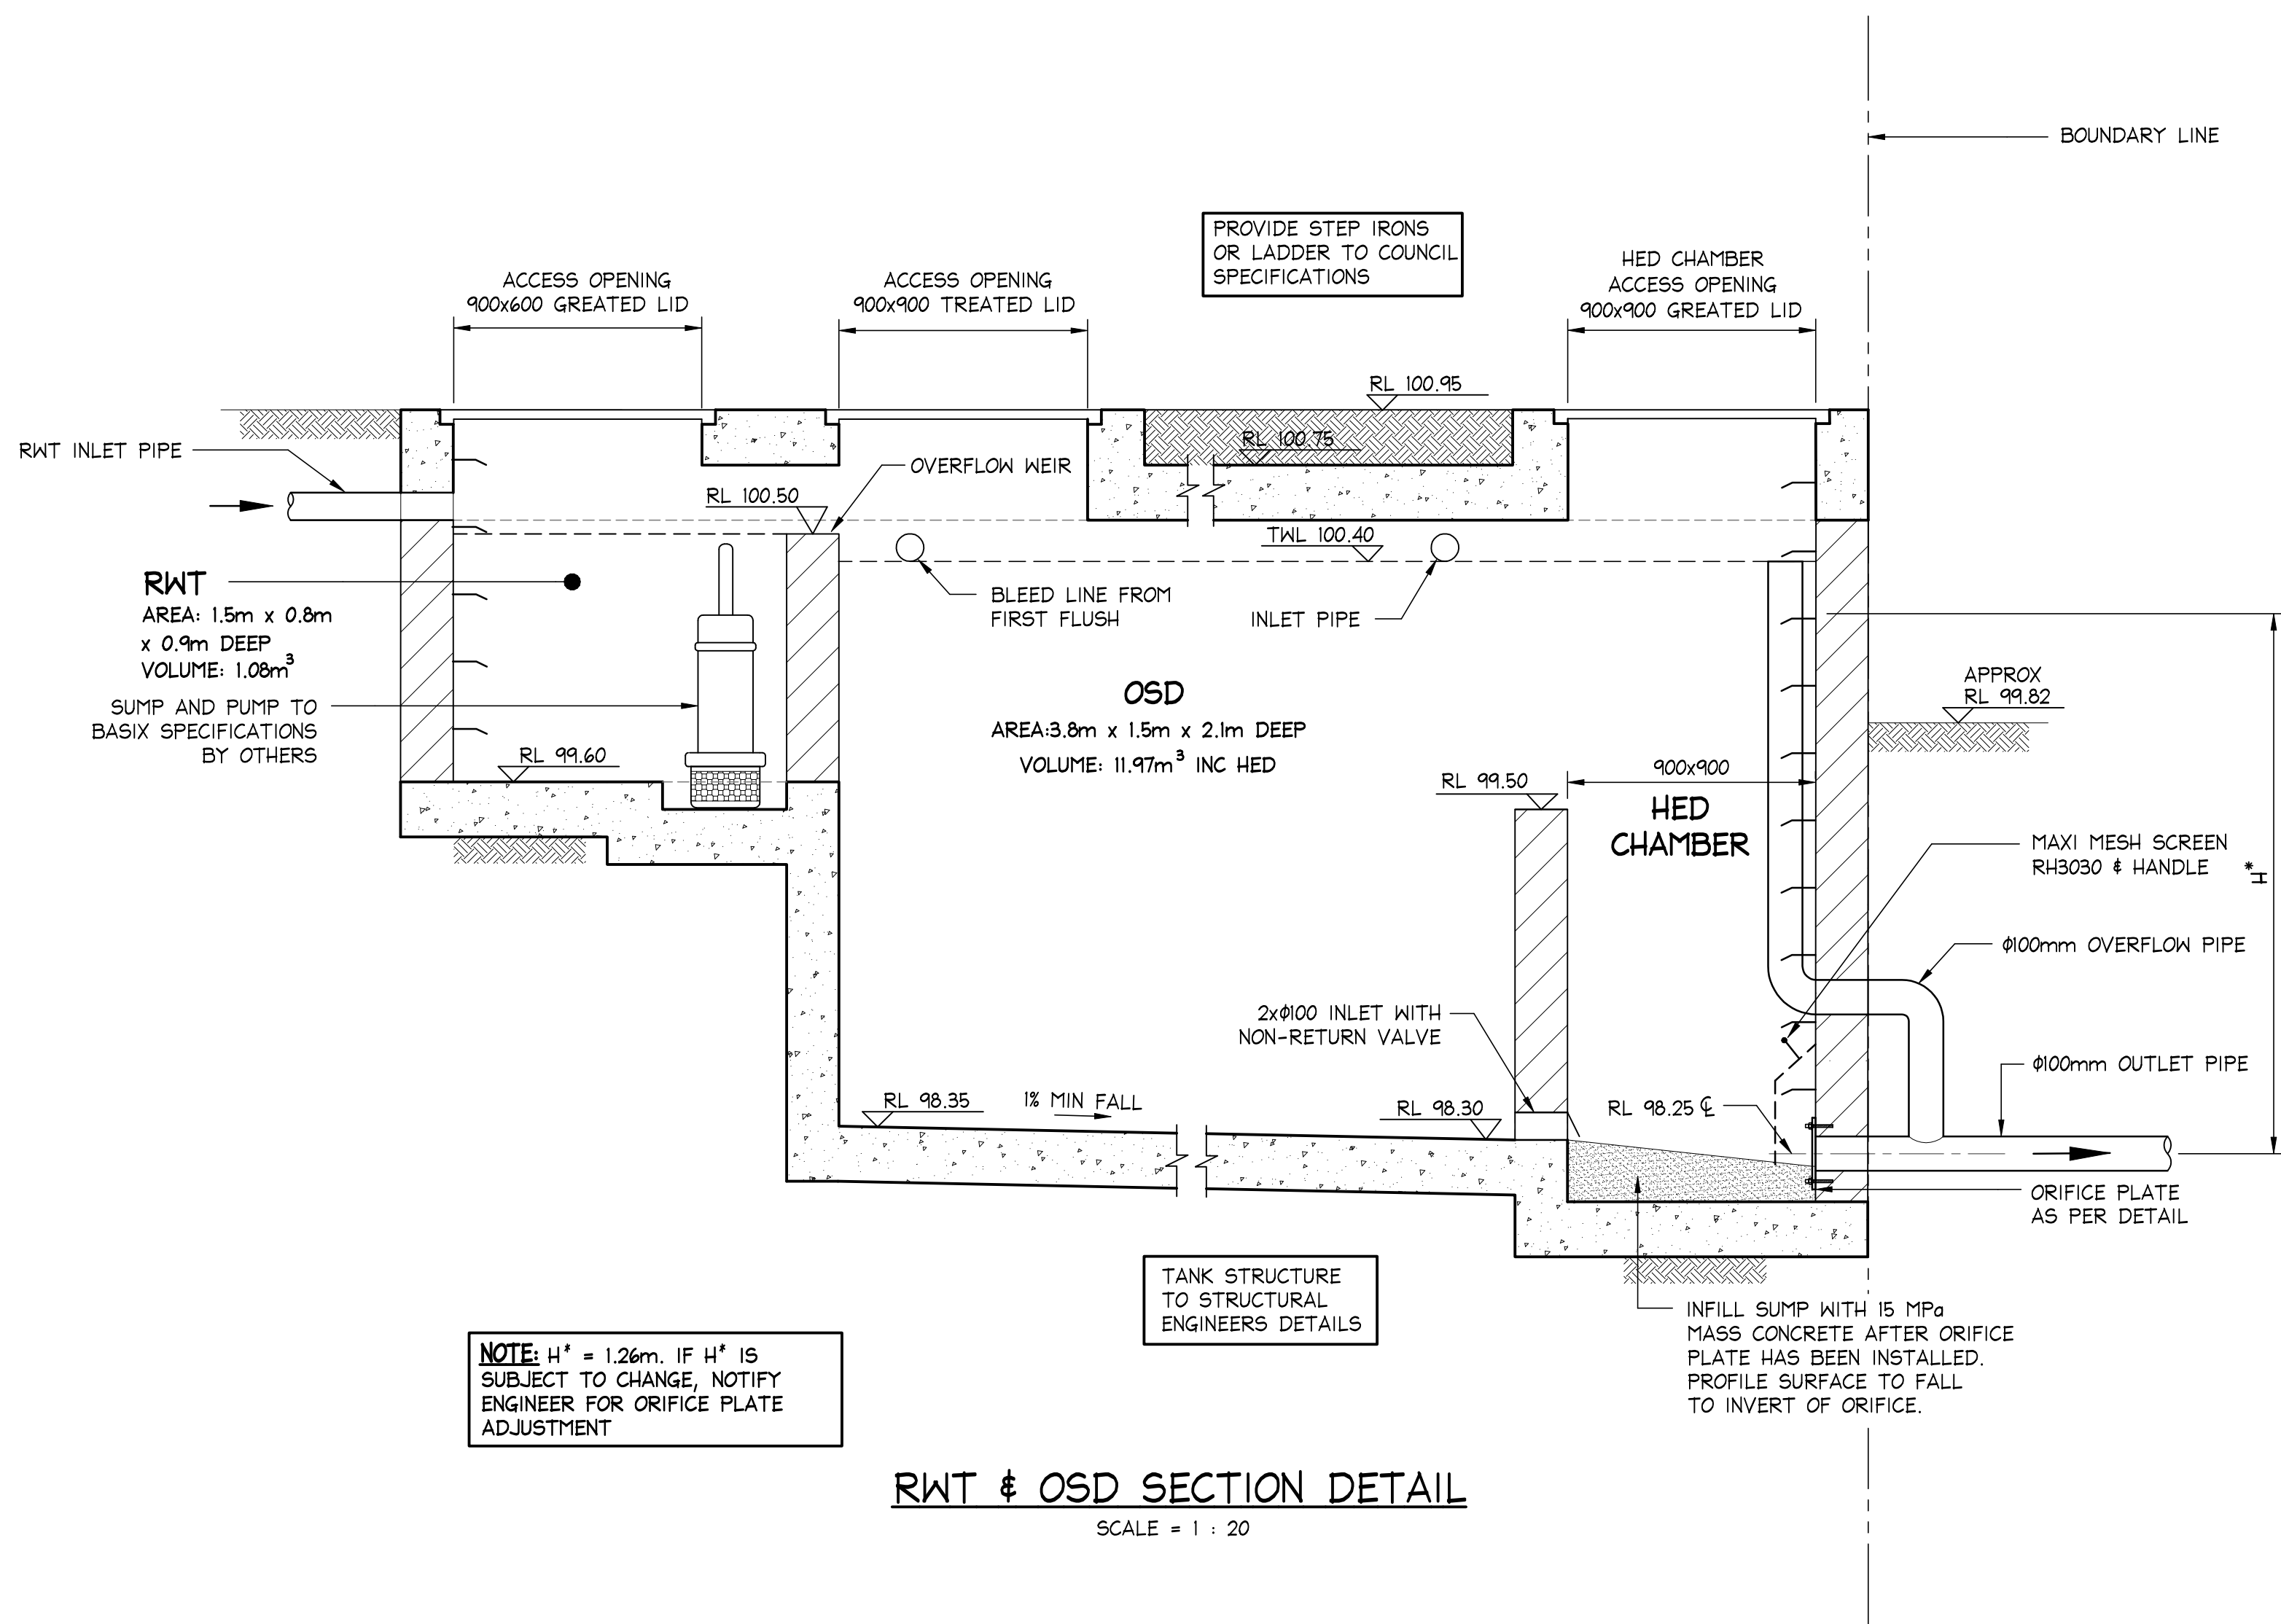 BOUNDARY LINE
PROVIDE STEP IRONS
OR LADDER TO COUNCIL
SPECIFICATIONS
ACCESS OPENING
900x600 GREATED LID
ACCESS OPENING
900x900 TREATED LID
HED CHAMBER
ACCESS OPENING
900x900 GREATED LID
RL 100.95
RL 100.75
RWT INLET PIPE
OVERFLOW WEIR
RL 100.50
TWL 100.40
RWT
AREA: 1.5m x 0.8m
x 0.9m DEEP
VOLUME: 1.08m³
BLEED LINE FROM
FIRST FLUSH
INLET PIPE
SUMP AND PUMP TO
BASIX SPECIFICATIONS
BY OTHERS
OSD
AREA:3.8m x 1.5m x 2.1m DEEP
VOLUME: 11.97m³ INC HED
APPROX
RL 99.82
RL 99.60
RL 99.50
900x900
HED
CHAMBER
MAXI MESH SCREEN
RH3030 & HANDLE
H*
φ100mm OVERFLOW PIPE
2xφ100 INLET WITH
NON-RETURN VALVE
φ100mm OUTLET PIPE
RL 98.35
1% MIN FALL
RL 98.30
RL 98.25 ℄
ORIFICE PLATE
AS PER DETAIL
TANK STRUCTURE
TO STRUCTURAL
ENGINEERS DETAILS
INFILL SUMP WITH 15 MPa
MASS CONCRETE AFTER ORIFICE
PLATE HAS BEEN INSTALLED.
PROFILE SURFACE TO FALL
TO INVERT OF ORIFICE.
NOTE: H* = 1.26m. IF H* IS
SUBJECT TO CHANGE, NOTIFY
ENGINEER FOR ORIFICE PLATE
ADJUSTMENT
RWT & OSD SECTION DETAIL
SCALE = 1 : 20